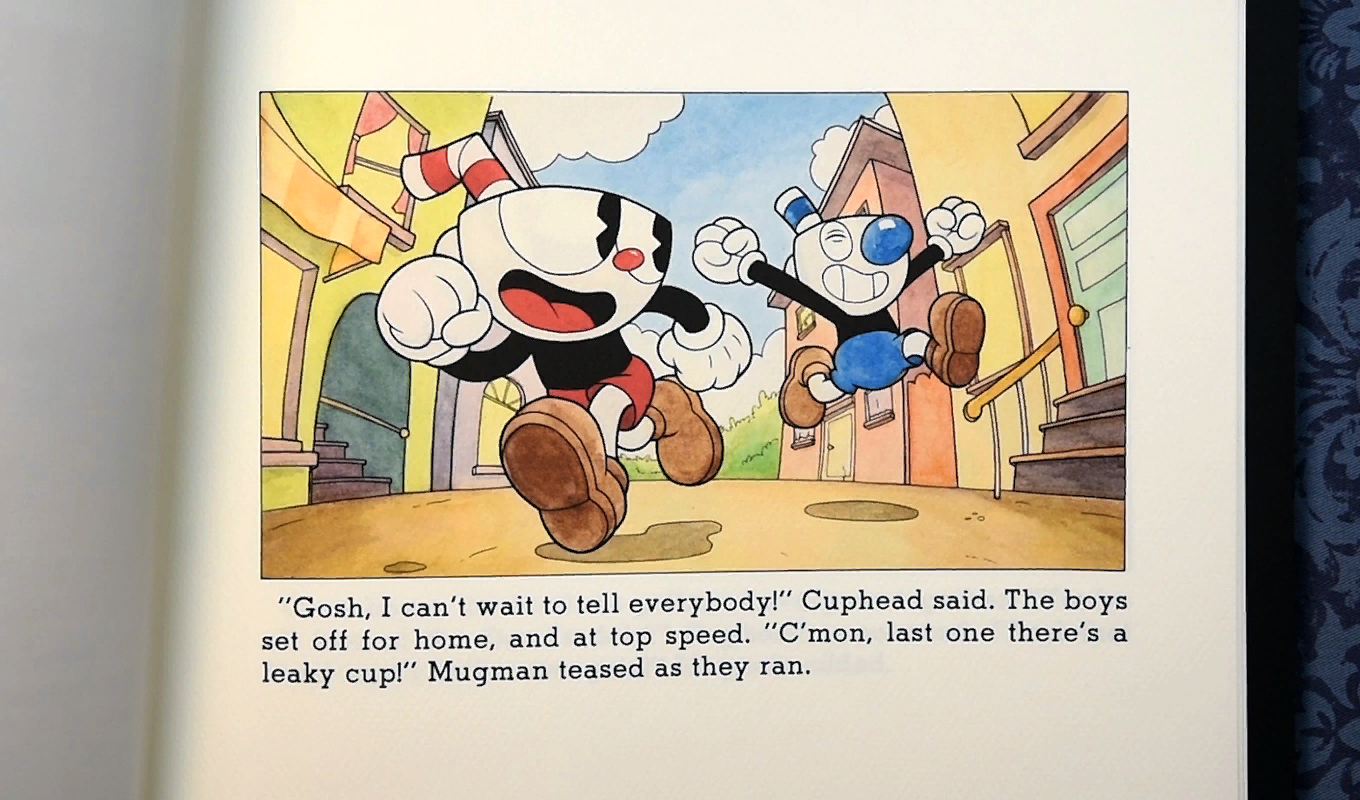 "Gosh, I can't wait to tell everybody!" Cuphead said. The boys
set off for home, and at top speed. "C'mon, last one there's a
leaky cup!" Mugman teased as they ran.